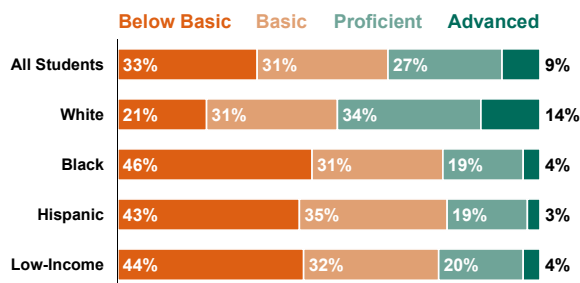 Below Basic Basic Proficient Advanced
All Students 33% 31% 27% 9%
White 21% 31% 34% 14%
Black 46% 31% 19% 4%
Hispanic 43% 35% 19% 3%
Low-Income 44% 32% 20% 4%